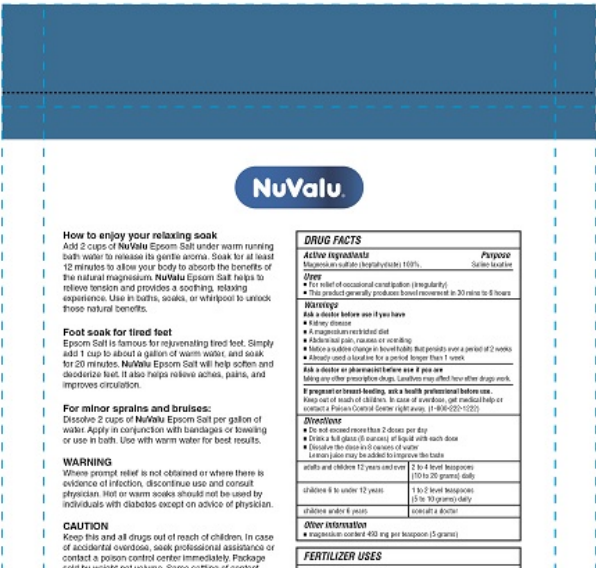 NuValu
How to enjoy your relaxing soak
Add 2 cups of NuValu Epsom Salt under warm running
bath water to release its gentle aroma. Soak for at least
12 minutes to allow your body to absorb the benefits of
the natural magnesium. NuValu Epsom Salt helps to
relieve tension and provides a soothing, relaxing
experience. Use in baths, soaks, or whirlpool to unlock
those natural benefits.
Foot soak for tired feet
Epsom Salt is famous for rejuvenating tired feet. Simply
add 1 cup to about a gallon of warm water, and soak
for 20 minutes. NuValu Epsom Salt will help soften and
deodorize feet. It also helps relieve aches, pains, and
improves circulation.
For minor sprains and bruises:
Dissolve 2 cups of NuValu Epsom Salt per gallon of
water. Apply in conjunction with bandages or toweling
or use in bath. Use with warm water for best results.
WARNING
Where prompt relief is not obtained or where there is
evidence of infection, discontinue use and consult
physician. Hot or warm soaks should not be used by
individuals with diabetes except on advice of physician.
CAUTION
Keep this and all drugs out of reach of children. In case
of accidental overdose, seek professional assistance or
contact a poison control center immediately. Package
sold by weight not volume. Some settling of content
DRUG FACTS
Active Ingredients Purpose
Magnesium sulfate (heptahydrate) 100%. Saline laxative
Uses
■ For relief of occasional constipation (irregularity)
■ This product generally produces bowel movement in 30 mins to 6 hours
Warnings
Ask a doctor before use if you have
■ Kidney disease
■ A magnesium restricted diet
■ Abdominal pain, nausea or vomiting
■ Notice a sudden change in bowel habits that persists over a period of 2 weeks
■ Already used a laxative for a period longer than 1 week
Ask a doctor or pharmacist before use if you are
taking any other prescription drugs. Laxatives may affect how other drugs work.
If pregnant or breast-feeding, ask a health professional before use.
Keep out of reach of children. In case of overdose, get medical help or
contact a Poison Control Center right away. (1-800-222-1222)
Directions
■ Do not exceed more than 2 doses per day
■ Drink a full glass (8 ounces) of liquid with each dose
■ Dissolve the dose in 8 ounces of water
Lemon juice may be added to improve the taste
adults and children 12 years and over 2 to 4 level teaspoons
(10 to 20 grams) daily
children 6 to under 12 years 1 to 2 level teaspoons
(5 to 10 grams) daily
children under 6 years consult a doctor
Other Information
■ magnesium content 493 mg per teaspoon (5 grams)
FERTILIZER USES